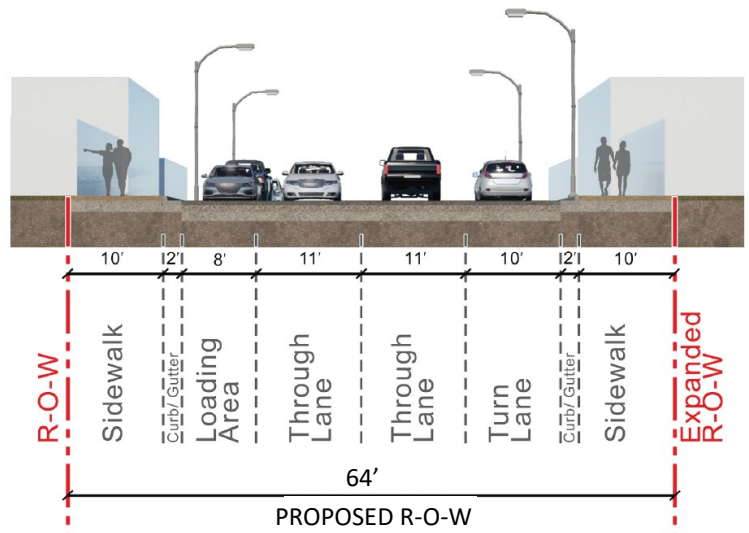 10' 2' 8' 11' 11' 10' 2' 10'
R-O-W
Sidewalk
Curb/ Gutter
Loading
Area
Through
Lane
Through
Lane
Turn
Lane
Curb/ Gutter
Sidewalk
Expanded
R-O-W
64'
PROPOSED R-O-W